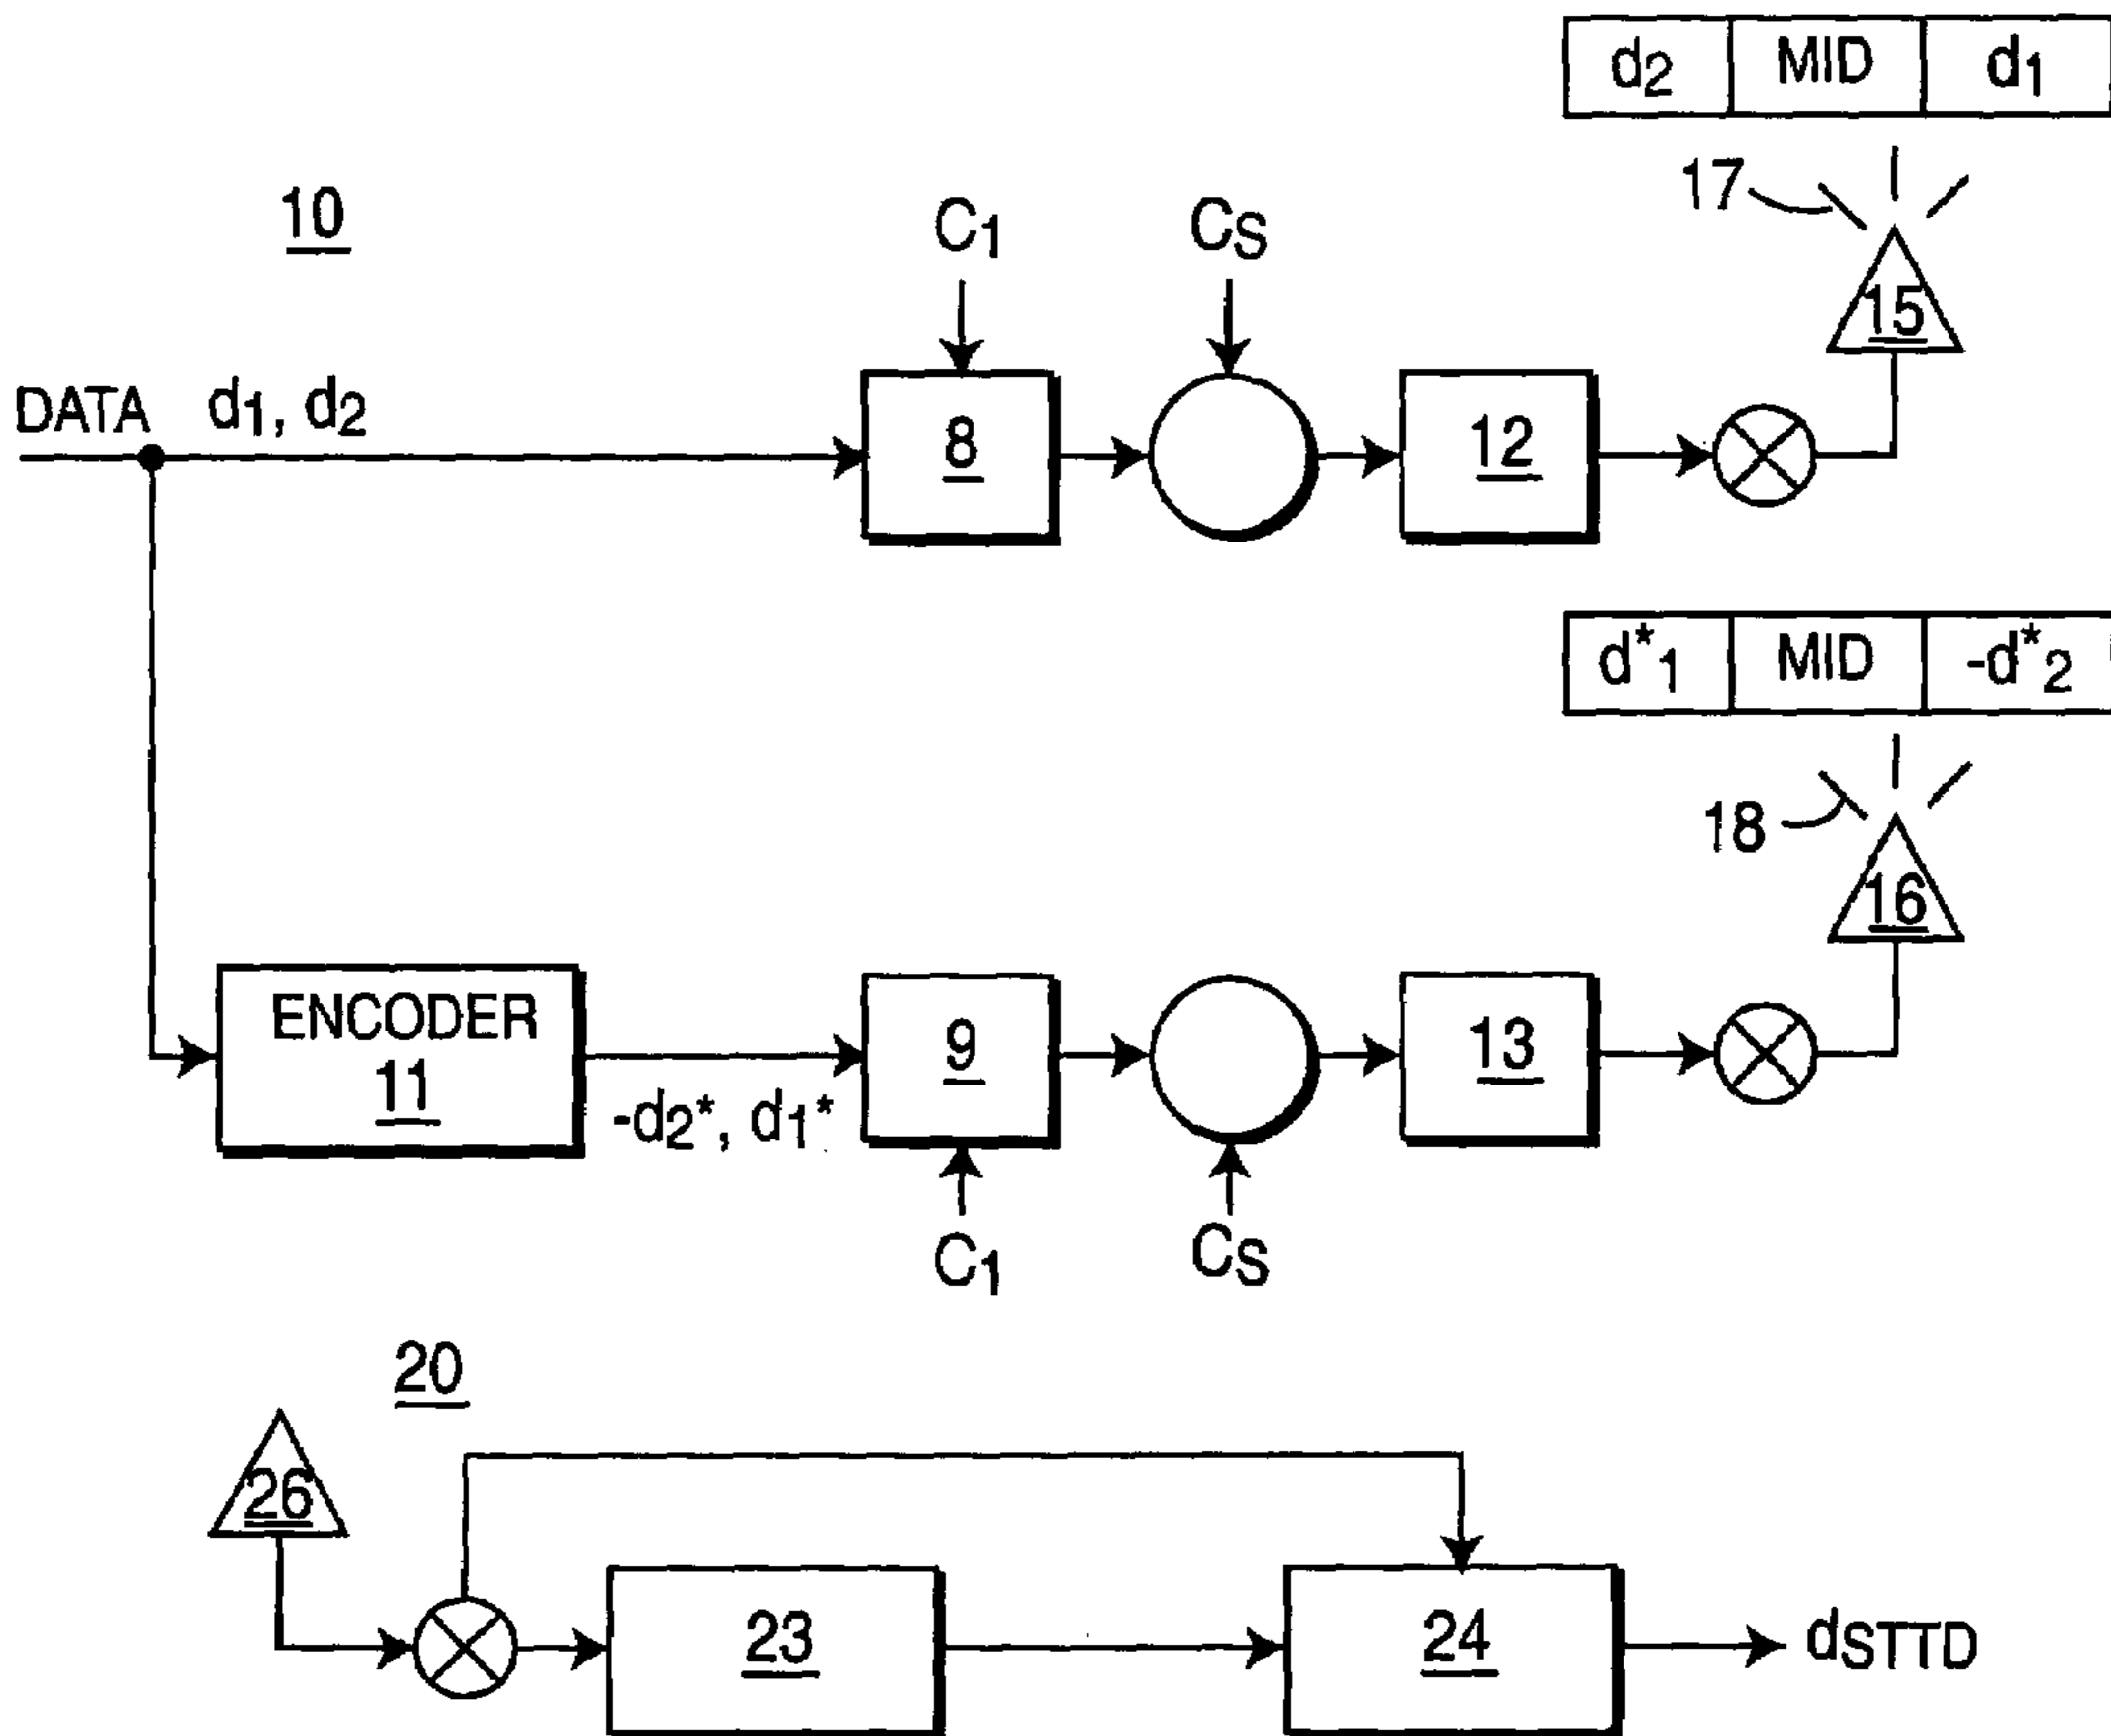 d2 MID d1
17
10
C1 CS
15
DATA d1, d2
8 12
d*1 MID -d*2
18
16
ENCODER
11
9 13
-d2*, d1*
C1 CS
20
26
23 24 dSTTD